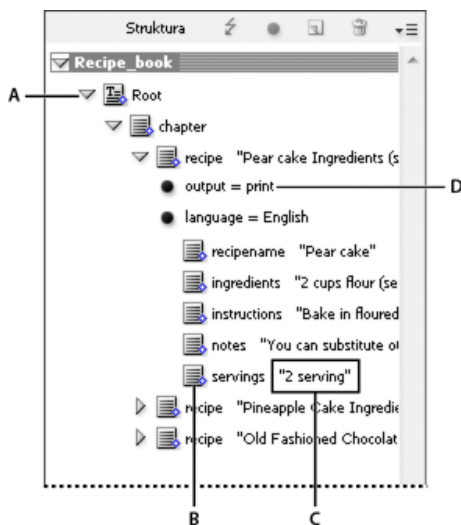 Struktura
Recipe_book
A
Root
chapter
recipe "Pear cake Ingredients (s
output = print
D
language = English
recipename "Pear cake"
ingredients "2 cups flour (se
instructions "Bake in floured
notes "You can substitute ot
servings "2 serving"
recipe "Pineapple Cake Ingredie
recipe "Old Fashioned Chocolat
B
C